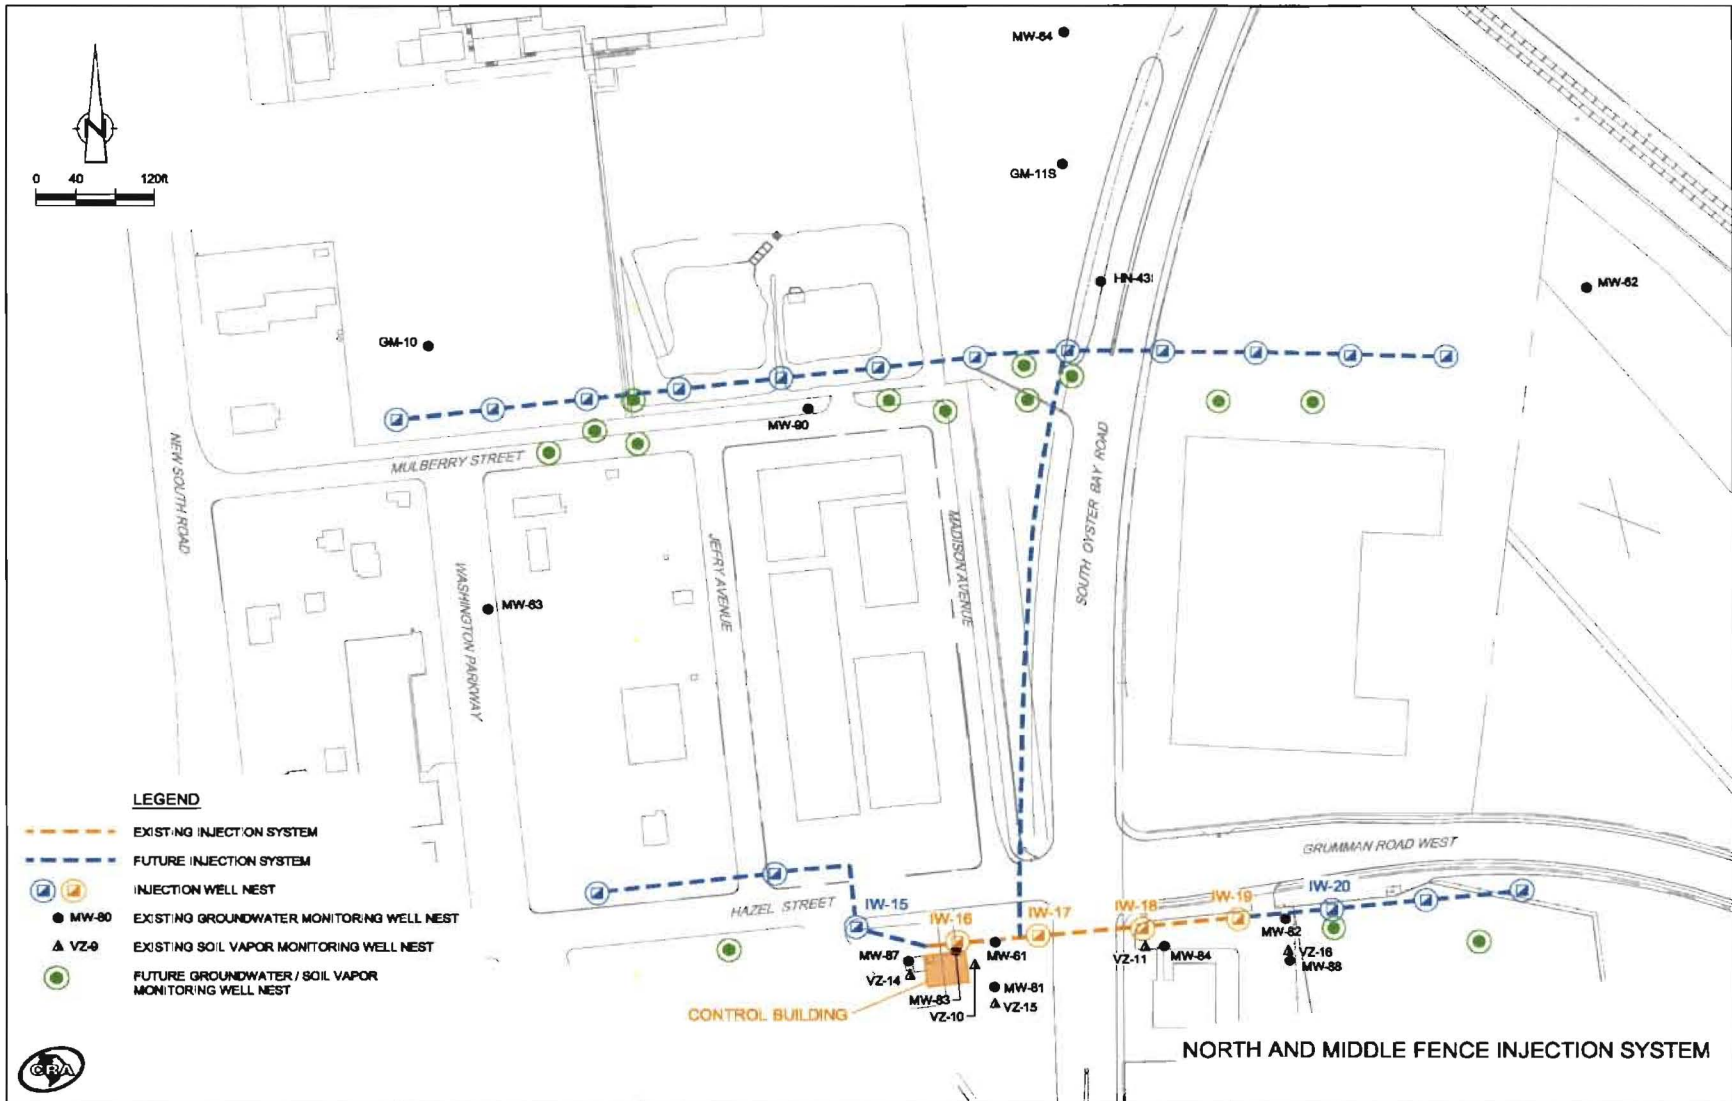 MW-64
N
0 40 120ft
GM-11S
HN-43
MW-62
GM-10
MW-90
MULBERRY STREET
NEW SOUTH ROAD
WASHINGTON PARKWAY
JEFRY AVENUE
MADISON AVENUE
SOUTH OYSTER BAY ROAD
MW-63
LEGEND
EXISTING INJECTION SYSTEM
FUTURE INJECTION SYSTEM
INJECTION WELL NEST
MW-80 EXISTING GROUNDWATER MONITORING WELL NEST
VZ-9 EXISTING SOIL VAPOR MONITORING WELL NEST
FUTURE GROUNDWATER / SOIL VAPOR
MONITORING WELL NEST
GRUMMAN ROAD WEST
HAZEL STREET
IW-15
IW-16
IW-17
IW-18
IW-19
IW-20
MW-87
VZ-14
MW-83
VZ-10
MW-61
MW-81
VZ-15
VZ-11
MW-84
MW-82
VZ-16
MW-88
CONTROL BUILDING
CRA
NORTH AND MIDDLE FENCE INJECTION SYSTEM